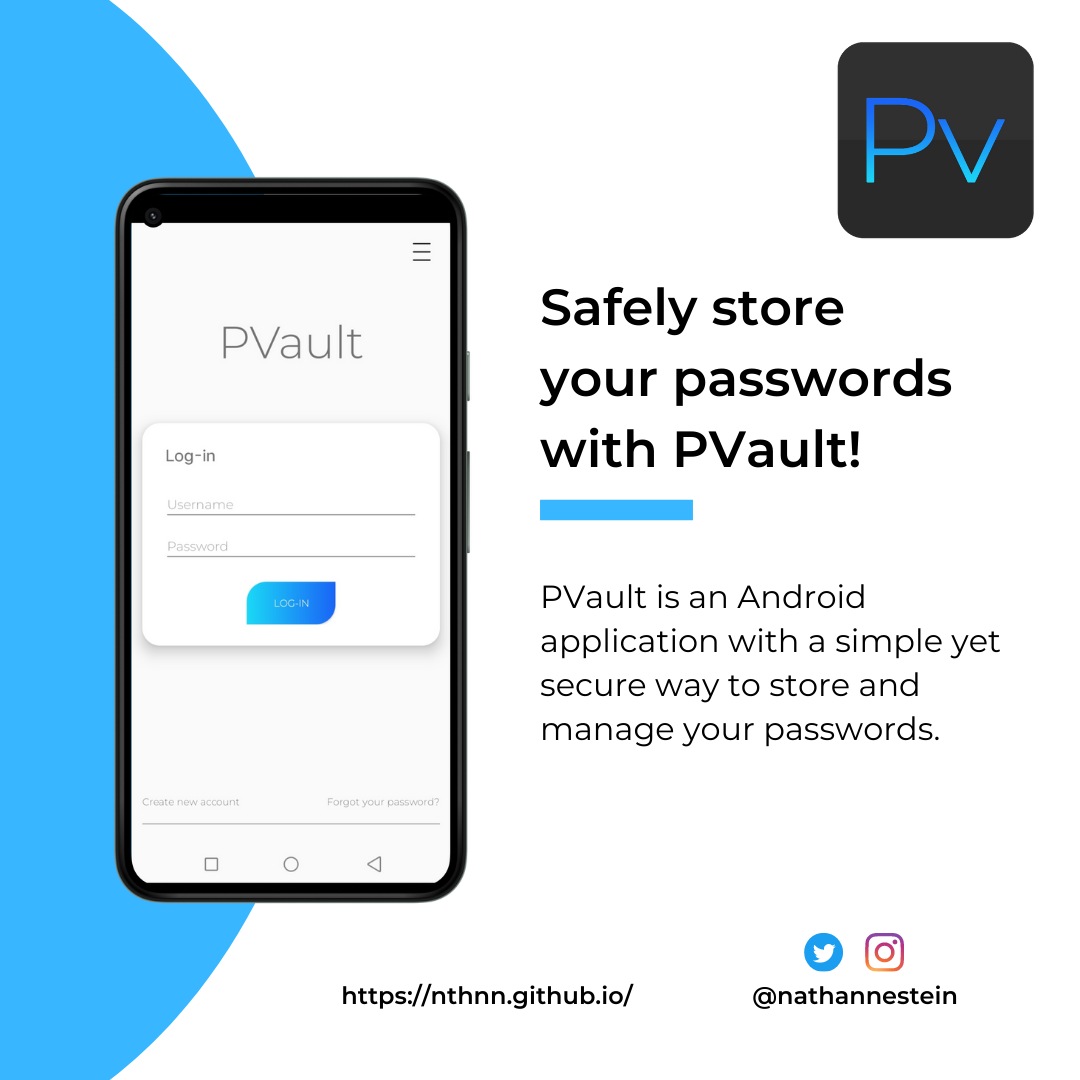 Pv
PVault
Log-in
Username
Password
LOG-IN
Create new account
Forgot your password?
Safely store
your passwords
with PVault!
PVault is an Android
application with a simple yet
secure way to store and
manage your passwords.
https://nthnn.github.io/
@nathannestein